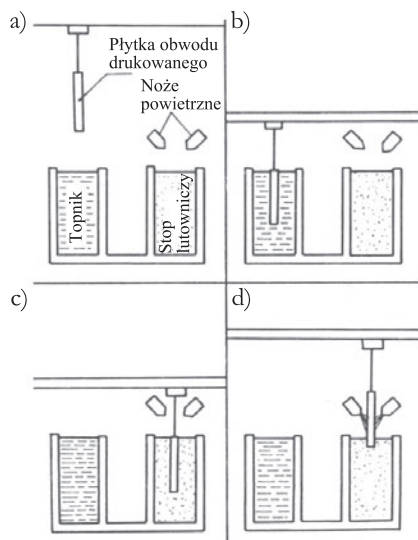 a)
Płytka obwodu
drukowanego
Noże
powietrzne
Topnik
Stop
lutowniczy
b)
c)
d)